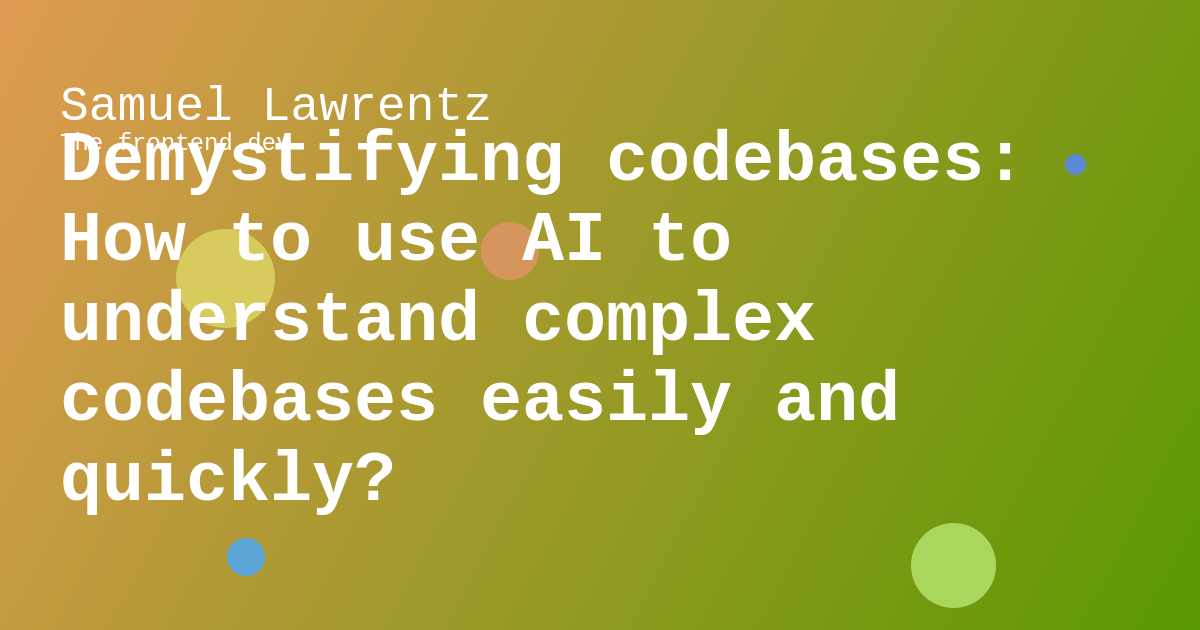 Samuel Lawrentz
The frontend dev
Demystifying codebases:
How to use AI to
understand complex
codebases easily and
quickly?